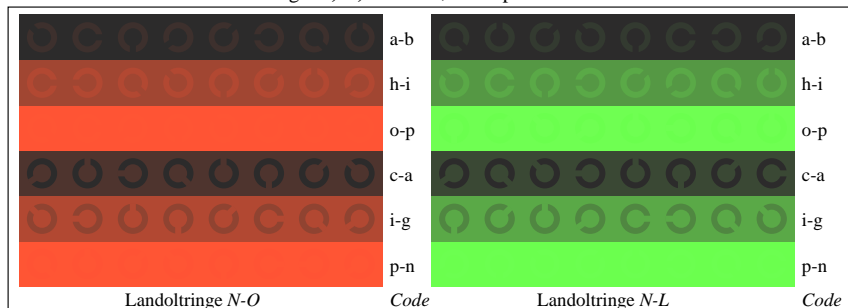 a-b a-b
h-i h-i
o-p o-p
c-a c-a
i-g i-g
p-n p-n
Landoltringe N-O Code Landoltringe N-L Code